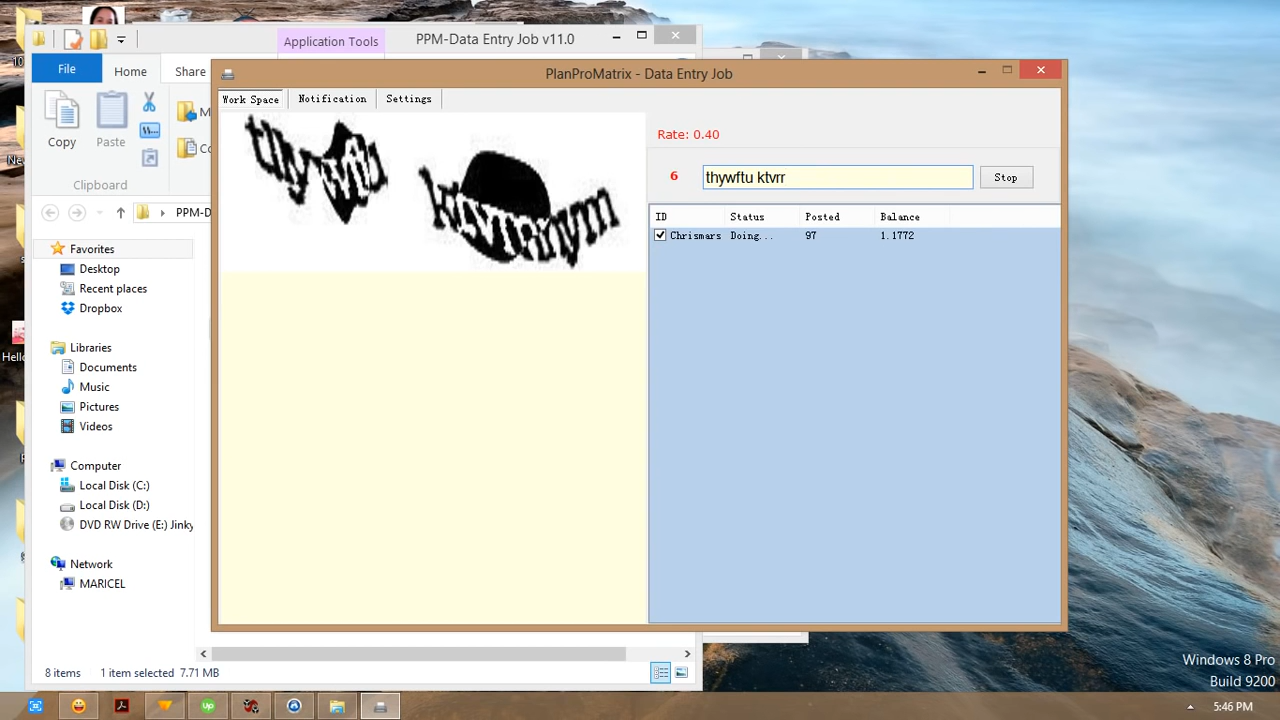 Application Tools
PPM-Data Entry Job v11.0
File
Home
Share
PlanProMatrix - Data Entry Job
Work Space
Notification
Settings
Copy
Paste
Clipboard
Rate: 0.40
6
thywftu ktvrr
Stop
ID Status Posted Balance
Chrismars Doing... 97 1.1772
PPM-D
Favorites
Desktop
Recent places
Dropbox
Libraries
Documents
Music
Pictures
Videos
Computer
Local Disk (C:)
Local Disk (D:)
DVD RW Drive (E:) Jinky
Network
MARICEL
Hello
8 items
1 item selected 7.71 MB
Windows 8 Pro
Build 9200
5:46 PM